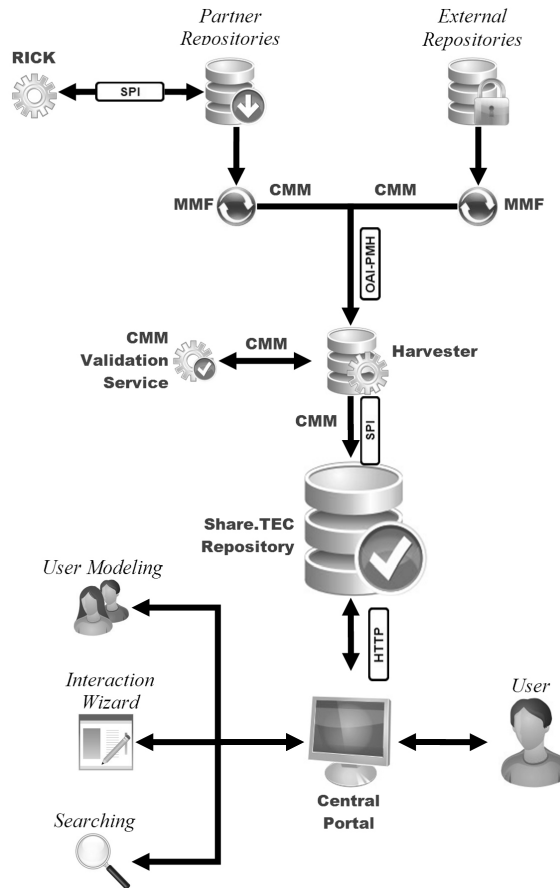 Partner
Repositories
External
Repositories
RICK
SPI
MMF
CMM
CMM
MMF
OAI-PMH
CMM
Validation
Service
CMM
Harvester
CMM
SPI
Share.TEC
Repository
User Modeling
HTTP
Interaction
Wizard
User
Central
Portal
Searching